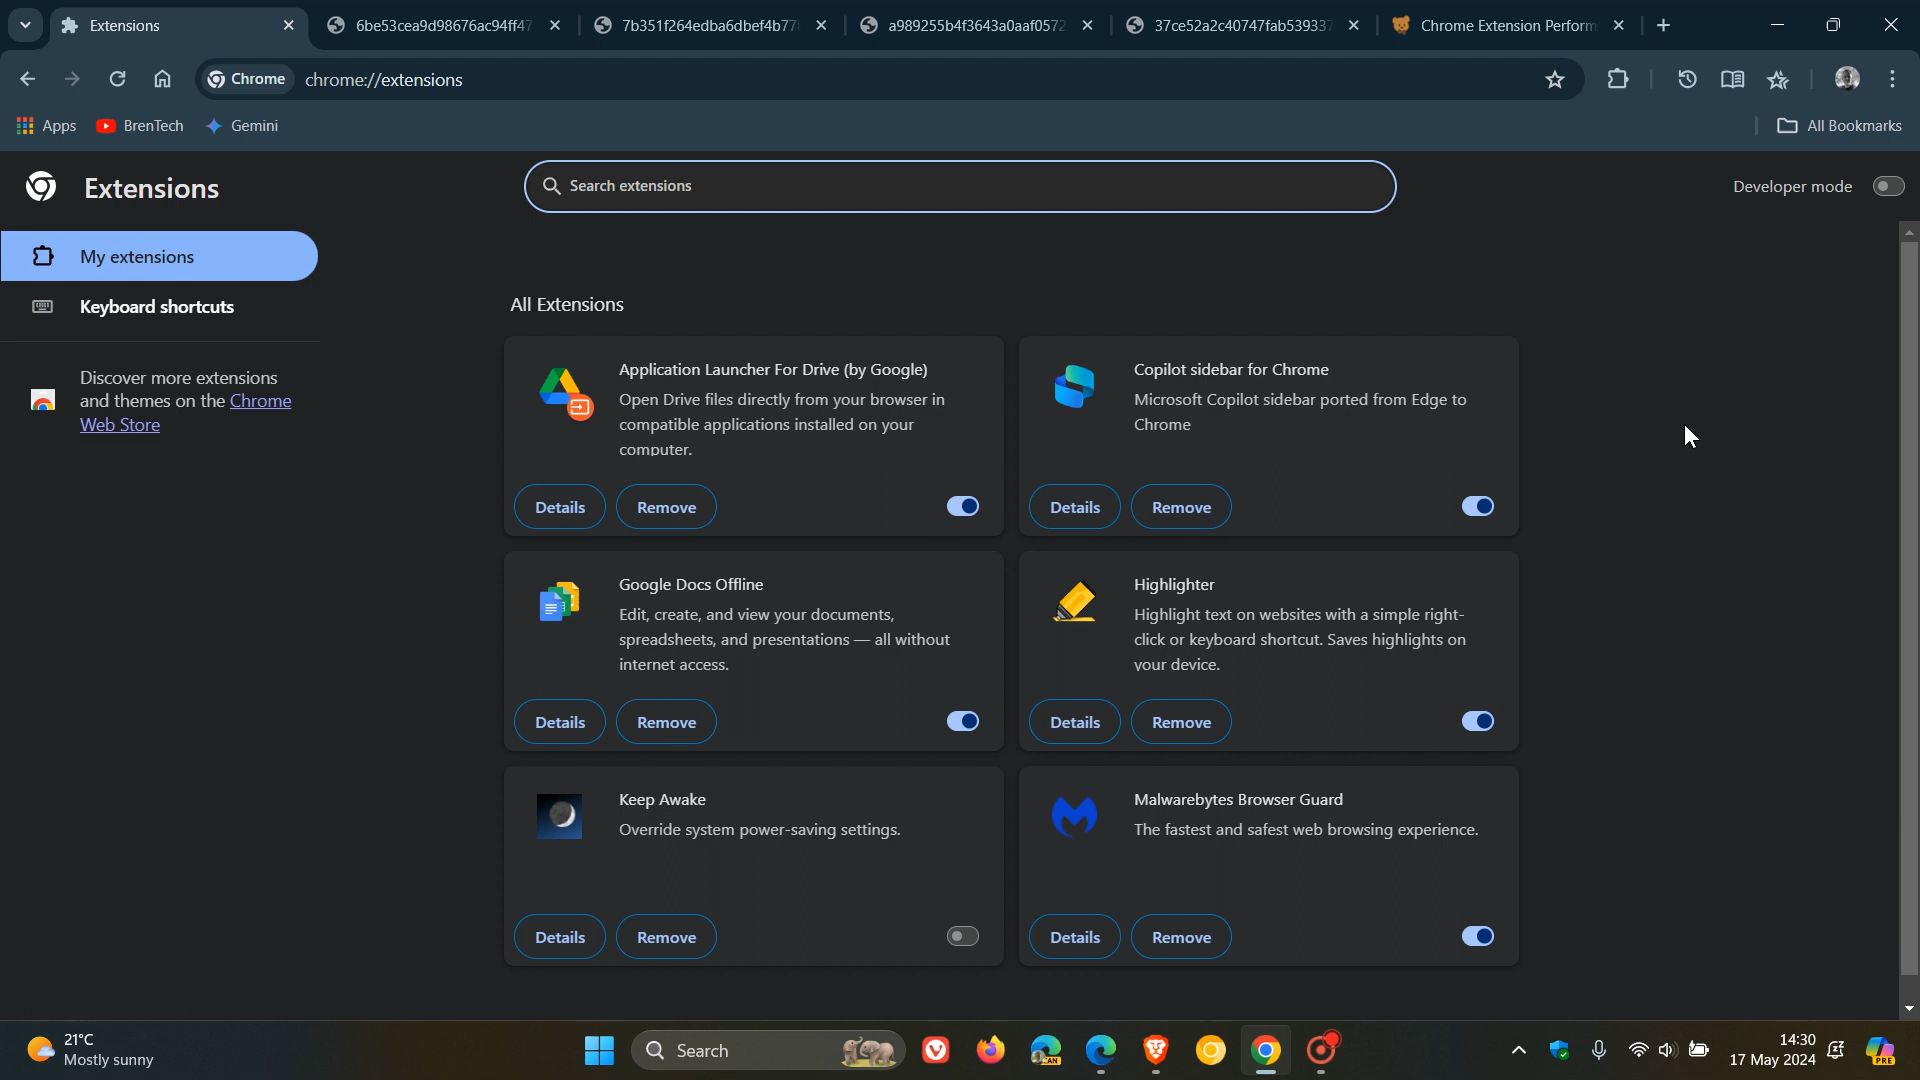 Extensions
6be53cea9d98676ac94ff47
7b351f264edba6dbef4b77
a989255b4f3643a0aaf0572
37ce52a2c40747fab539337
Chrome Extension Perform
Chrome chrome://extensions
Apps BrenTech Gemini All Bookmarks
Extensions
Search extensions
Developer mode
My extensions
Keyboard shortcuts
Discover more extensions
and themes on the Chrome
Web Store
All Extensions
Application Launcher For Drive (by Google)
Open Drive files directly from your browser in
compatible applications installed on your
computer.
Details Remove
Copilot sidebar for Chrome
Microsoft Copilot sidebar ported from Edge to
Chrome
Details Remove
Google Docs Offline
Edit, create, and view your documents,
spreadsheets, and presentations — all without
internet access.
Details Remove
Highlighter
Highlight text on websites with a simple right-
click or keyboard shortcut. Saves highlights on
your device.
Details Remove
Keep Awake
Override system power-saving settings.
Details Remove
Malwarebytes Browser Guard
The fastest and safest web browsing experience.
Details Remove
21°C
Mostly sunny
Search
CAN
14:30
17 May 2024
PRE